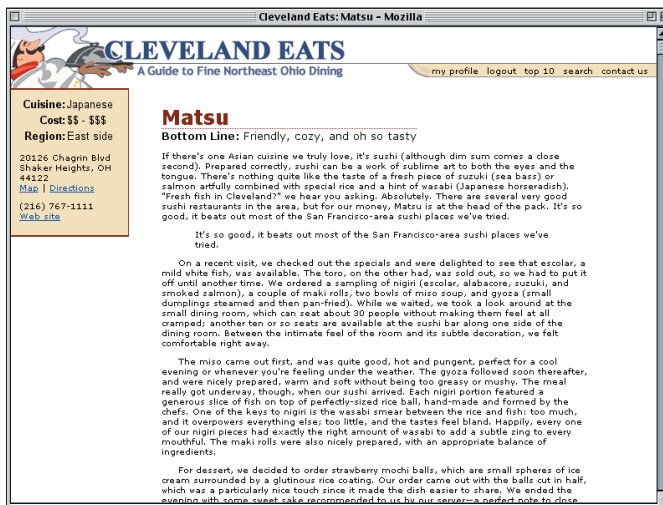 Cleveland Eats: Matsu - Mozilla
CLEVELAND EATS
A Guide to Fine Northeast Ohio Dining
my profile logout top 10 search contact us
Cuisine: Japanese
Cost: $$ - $$$
Region: East side
20126 Chagrin Blvd
Shaker Heights, OH
44122
Map | Directions
(216) 767-1111
Web site
Matsu
Bottom Line: Friendly, cozy, and oh so tasty
If there's one Asian cuisine we truly love, it's sushi (although dim sum comes a close
second). Prepared correctly, sushi can be a work of sublime art to both the eyes and the
tongue. There's nothing quite like the taste of a fresh piece of suzuki (sea bass) or
salmon artfully combined with special rice and a hint of wasabi (Japanese horseradish).
"Fresh fish in Cleveland?" we hear you asking. Absolutely. There are several very good
sushi restaurants in the area, but for our money, Matsu is at the head of the pack. It's so
good, it beats out most of the San Francisco-area sushi places we've tried.
It's so good, it beats out most of the San Francisco-area sushi places we've
tried.
On a recent visit, we checked out the specials and were delighted to see that escolar, a
mild white fish, was available. The toro, on the other had, was sold out, so we had to put it
off until another time. We ordered a sampling of nigiri (escolar, alabacore, suzuki, and
smoked salmon), a couple of maki rolls, two bowls of miso soup, and gyoza (small
dumplings steamed and then pan-fried). While we waited, we took a look around at the
small dining room, which can seat about 30 people without making them feel at all
cramped; another ten or so seats are available at the sushi bar along one side of the
dining room. Between the intimate feel of the room and its subtle decoration, we felt
comfortable right away.
The miso came out first, and was quite good, hot and pungent, perfect for a cool
evening or whenever you're feeling under the weather. The gyoza followed soon thereafter,
and were nicely prepared, warm and soft without being too greasy or mushy. The meal
really got underway, though, when our sushi arrived. Each nigiri portion featured a
generous slice of fish on top of perfectly-sized rice ball, hand-made and formed by the
chefs. One of the keys to nigiri is the wasabi smear between the rice and fish: too much,
and it overpowers everything else; too little, and the tastes feel bland. Happily, every one
of our nigiri pieces had exactly the right amount of wasabi to add a subtle zing to every
mouthful. The maki rolls were also nicely prepared, with an appropriate balance of
ingredients.
For dessert, we decided to order strawberry mochi balls, which are small spheres of ice
cream surrounded by a glutinous rice coating. Our order came out with the balls cut in half,
which was a particularly nice touch since it made the dish easier to share. We ended the
evening with some sweet sake recommended to us by our server—a perfect note to close